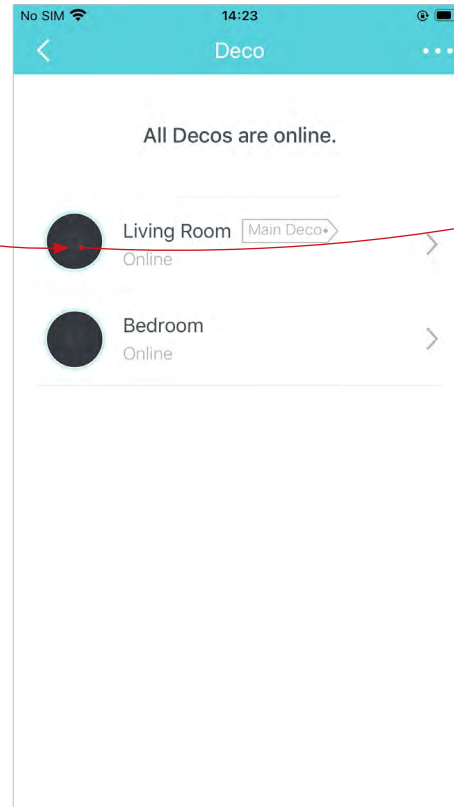 No SIM 14:23
Deco
All Decos are online.
Living Room Main Deco
Online
Bedroom
Online